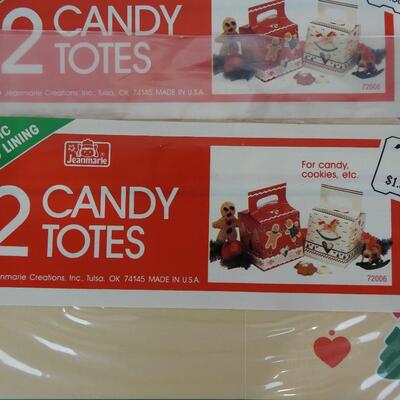 2 CANDY
TOTES
Jeanmarie Creations, Inc., Tulsa, OK 74145 MADE IN U.S.A.
72006
LINING
Jeanmarie
2 CANDY
TOTES
For candy,
cookies, etc.
$1.
Jeanmarie Creations, Inc., Tulsa, OK 74145 MADE IN U.S.A.
72006